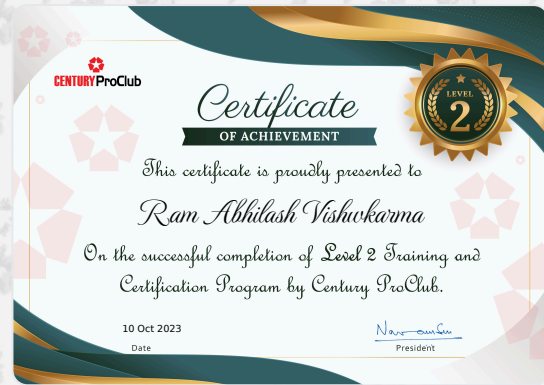 CENTURY ProClub
LEVEL
2
Certificate
OF ACHIEVEMENT
This certificate is proudly presented to
Ram Abhilash Vishwkarma
On the successful completion of Level 2 Training and
Certification Program by Century ProClub.
10 Oct 2023
Date
President